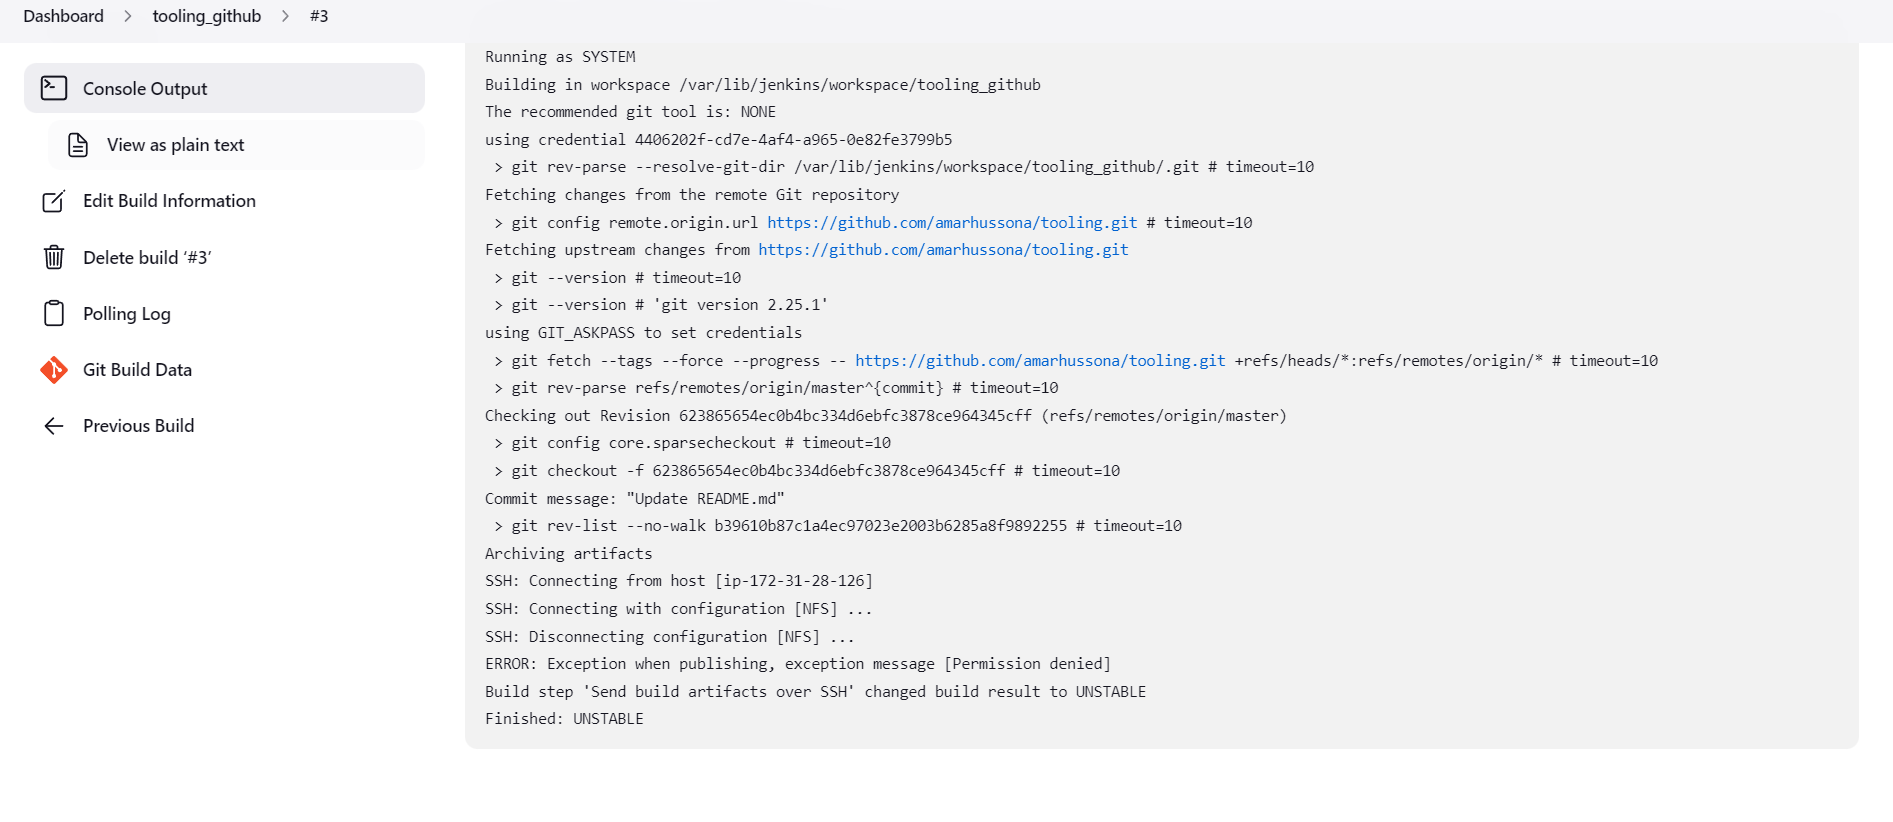 Dashboard > tooling_github > #3
Console Output
View as plain text
Edit Build Information
Delete build ‘#3’
Polling Log
Git Build Data
Previous Build
Running as SYSTEM
Building in workspace /var/lib/jenkins/workspace/tooling_github
The recommended git tool is: NONE
using credential 4406202f-cd7e-4af4-a965-0e82fe3799b5
> git rev-parse --resolve-git-dir /var/lib/jenkins/workspace/tooling_github/.git # timeout=10
Fetching changes from the remote Git repository
> git config remote.origin.url https://github.com/amarhussona/tooling.git # timeout=10
Fetching upstream changes from https://github.com/amarhussona/tooling.git
> git --version # timeout=10
> git --version # 'git version 2.25.1'
using GIT_ASKPASS to set credentials
> git fetch --tags --force --progress -- https://github.com/amarhussona/tooling.git +refs/heads/*:refs/remotes/origin/* # timeout=10
> git rev-parse refs/remotes/origin/master^{commit} # timeout=10
Checking out Revision 623865654ec0b4bc334d6ebfc3878ce964345cff (refs/remotes/origin/master)
> git config core.sparsecheckout # timeout=10
> git checkout -f 623865654ec0b4bc334d6ebfc3878ce964345cff # timeout=10
Commit message: "Update README.md"
> git rev-list --no-walk b39610b87c1a4ec97023e2003b6285a8f9892255 # timeout=10
Archiving artifacts
SSH: Connecting from host [ip-172-31-28-126]
SSH: Connecting with configuration [NFS] ...
SSH: Disconnecting configuration [NFS] ...
ERROR: Exception when publishing, exception message [Permission denied]
Build step 'Send build artifacts over SSH' changed build result to UNSTABLE
Finished: UNSTABLE